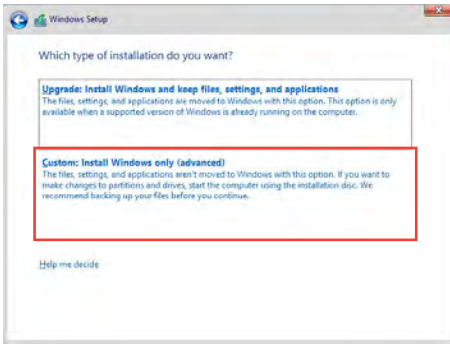 Windows Setup
Which type of installation do you want?
Upgrade: Install Windows and keep files, settings, and applications
The files, settings, and applications are moved to Windows with this option. This option is only
available when a supported version of Windows is already running on the computer.
Custom: Install Windows only (advanced)
The files, settings, and applications aren't moved to Windows with this option. If you want to
make changes to partitions and drives, start the computer using the installation disc. We
recommend backing up your files before you continue.
Help me decide